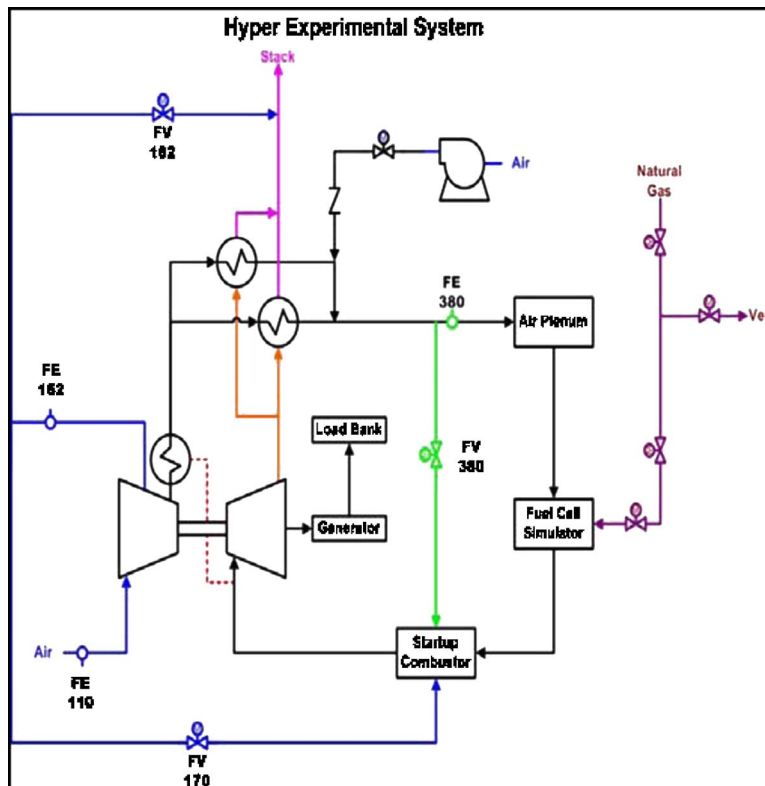 Hyper Experimental System
Stack
FV
162
Air
Natural
Gas
FE
380
Air Plenum
Ve
FE
162
Load Bank
FV
380
Generator
Fuel Cell
Simulator
Startup
Combustor
Air
FE
110
FV
170